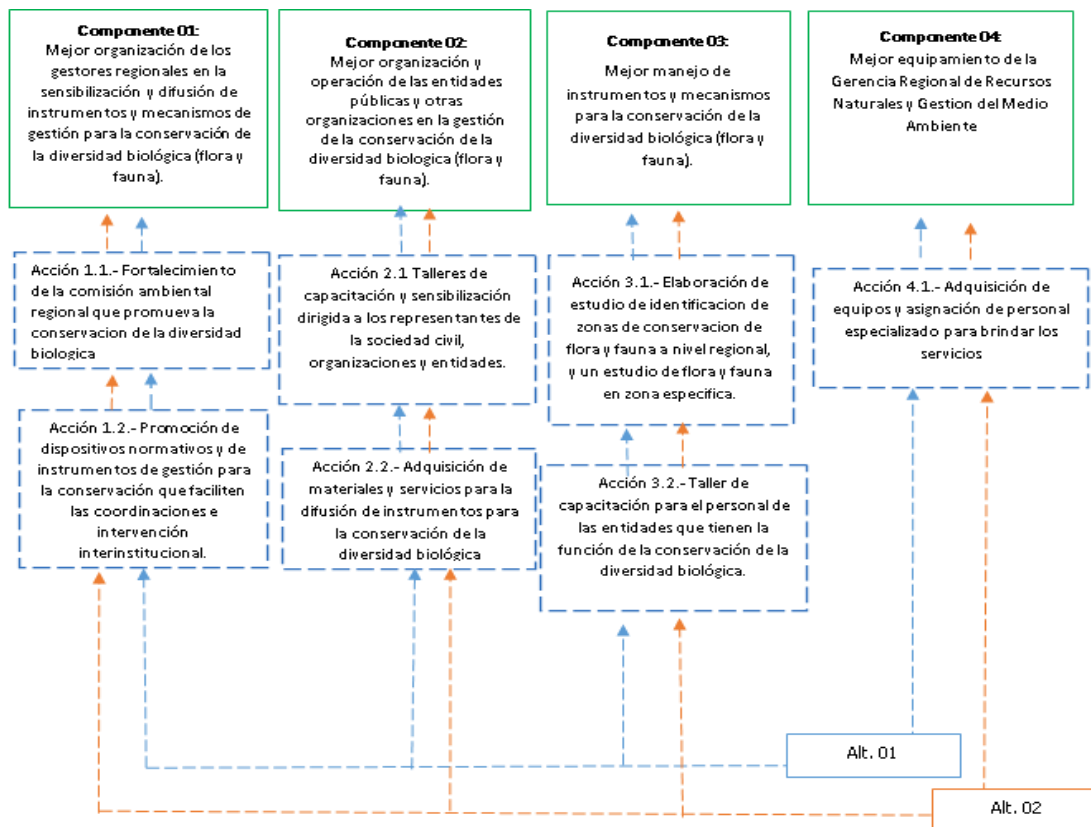 Componente 01:
Mejor organización de los
gestores regionales en la
sensibilización y difusión de
instrumentos y mecanismos de
gestión para la conservación de
la diversidad biológica (flora y
fauna).
Componente 02:
Mejor organización y
operación de las entidades
públicas y otras
organizaciones en la gestión
de la conservación de la
diversidad biologica (flora y
fauna).
Componente 03:
Mejor manejo de
instrumentos y mecanismos
para la conservación de la
diversidad biológica (flora y
fauna).
Componente 04:
Mejor equipamiento de la
Gerencia Regional de Recursos
Naturales y Gestion del Medio
Ambiente
Acción 1.1.- Fortalecimiento
de la comisión ambiental
regional que promueva la
conservacion de la diversidad
biologica
Acción 2.1 Talleres de
capacitación y sensibilización
dirigida a los representantes de
la sociedad civil,
organizaciones y entidades.
Acción 3.1.- Elaboración de
estudio de identificacion de
zonas de conservacion de
flora y fauna a nivel regional,
y un estudio de flora y fauna
en zona especifica.
Acción 4.1.- Adquisición de
equipos y asignación de personal
especializado para brindar los
servicios
Acción 1.2.- Promoción de
dispositivos normativos y de
instrumentos de gestión para
la conservación que faciliten
las coordinaciones e
intervención
interinstitucional.
Acción 2.2.- Adquisición de
materiales y servicios para la
difusión de instrumentos para
la conservación de la
diversidad biológica
Acción 3.2.- Taller de
capacitación para el personal de
las entidades que tienen la
función de la conservación de la
diversidad biológica.
Alt. 01
Alt. 02